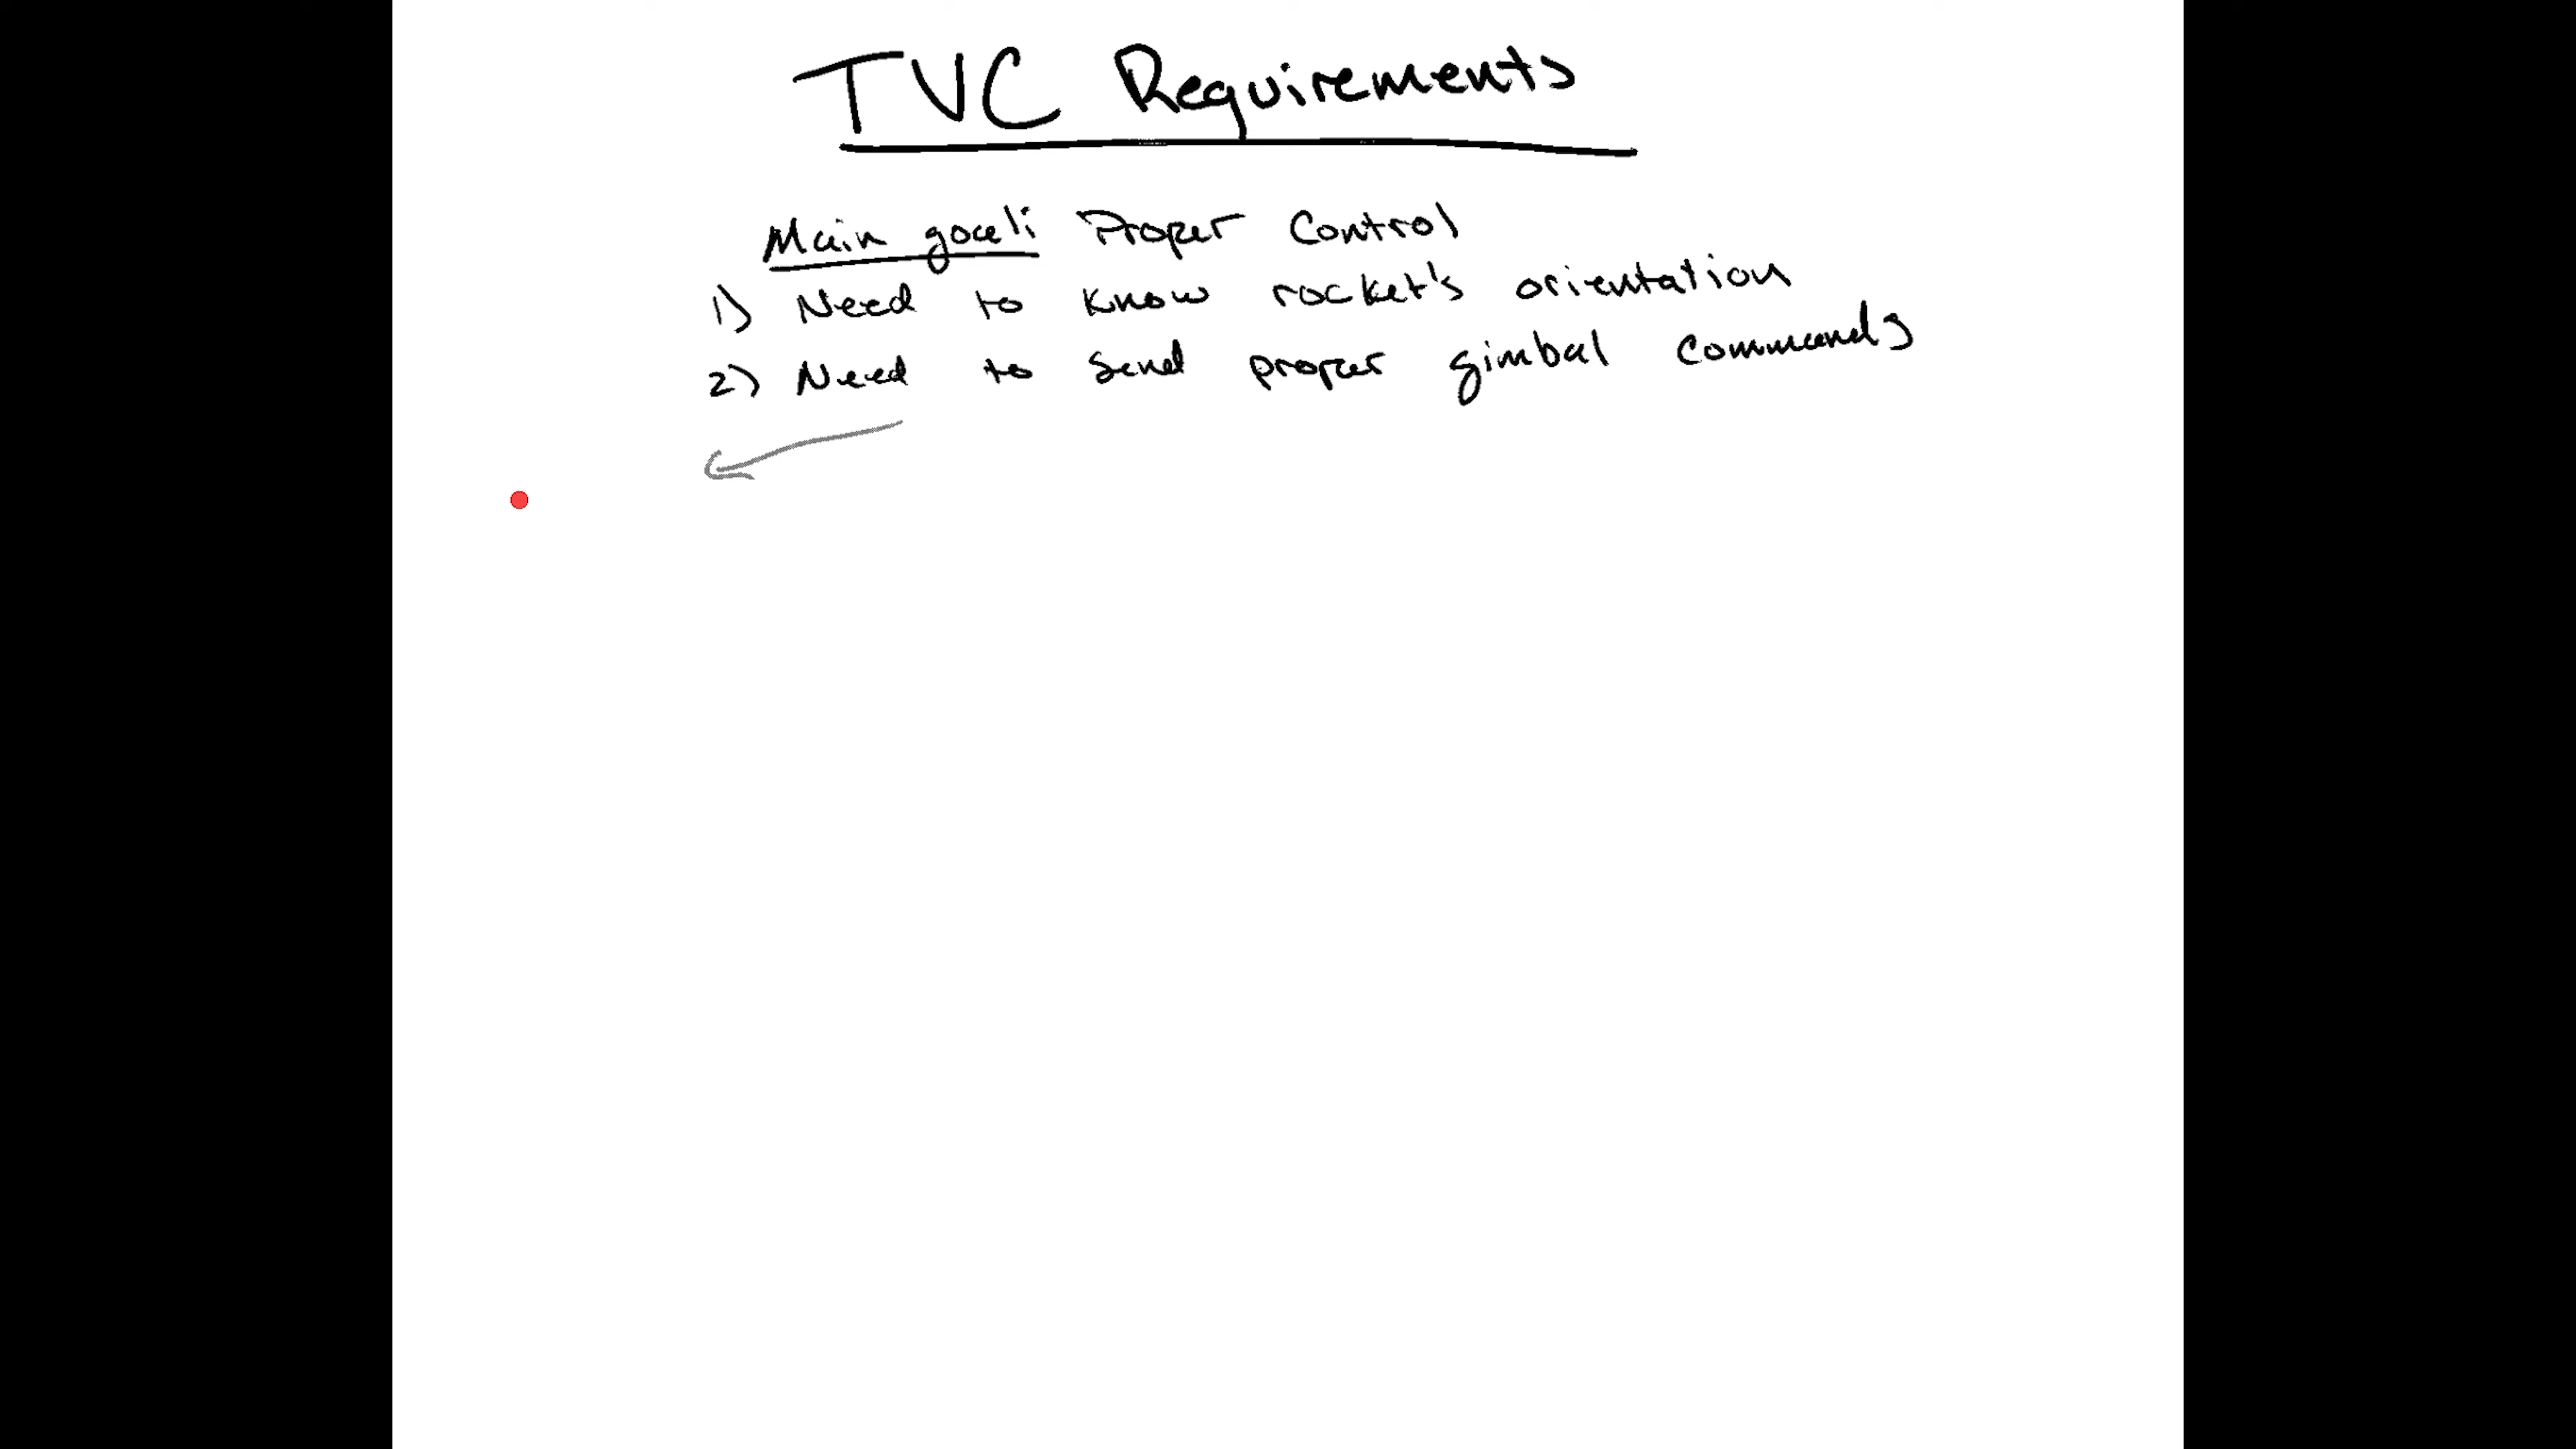 TVC Requirements
Main goal: Proper Control
1) Need to know rocket's orientation
2) Need to send proper gimbal commands